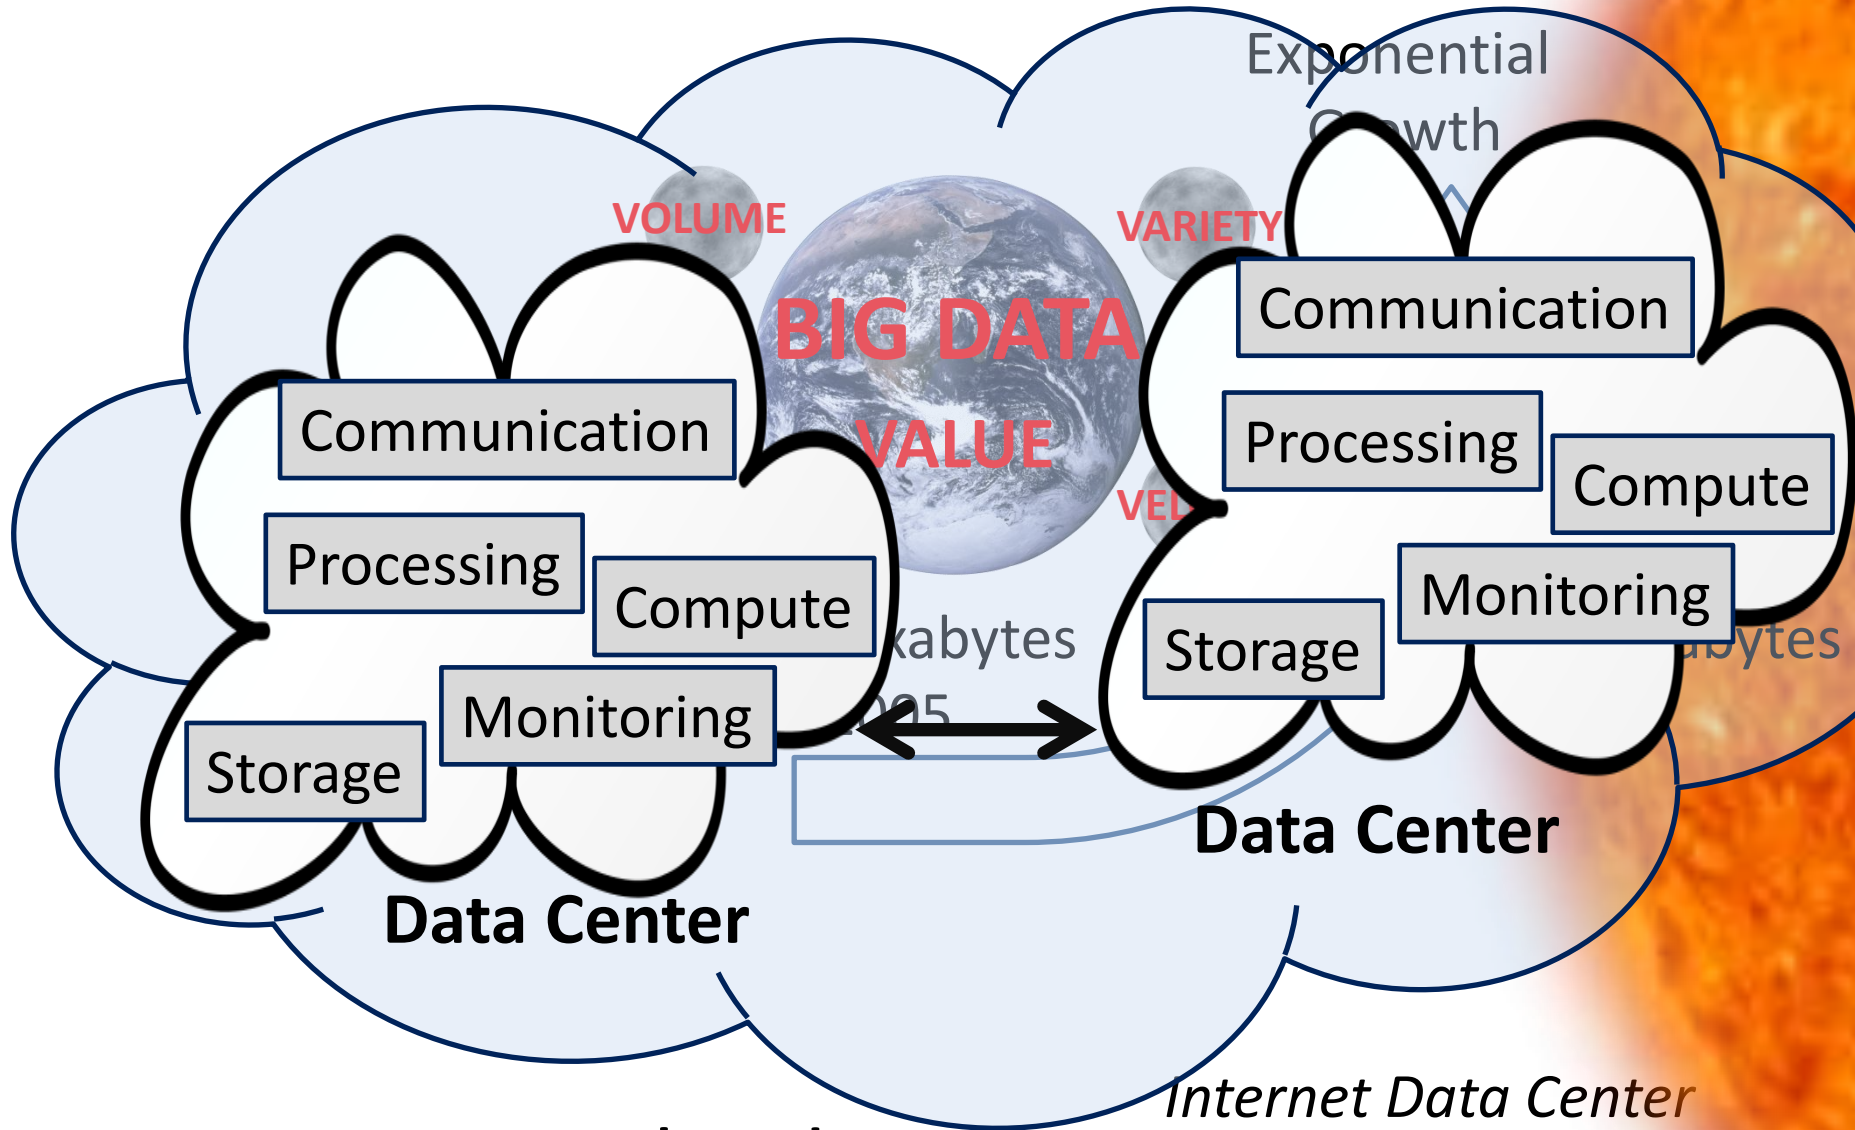 Exponential
Growth
VOLUME
VARIETY
BIG DATA
VALUE
Communication
Processing
Compute
Monitoring
Storage
Data Center
Communication
Processing
Compute
Monitoring
Storage
Data Center
Internet Data Center